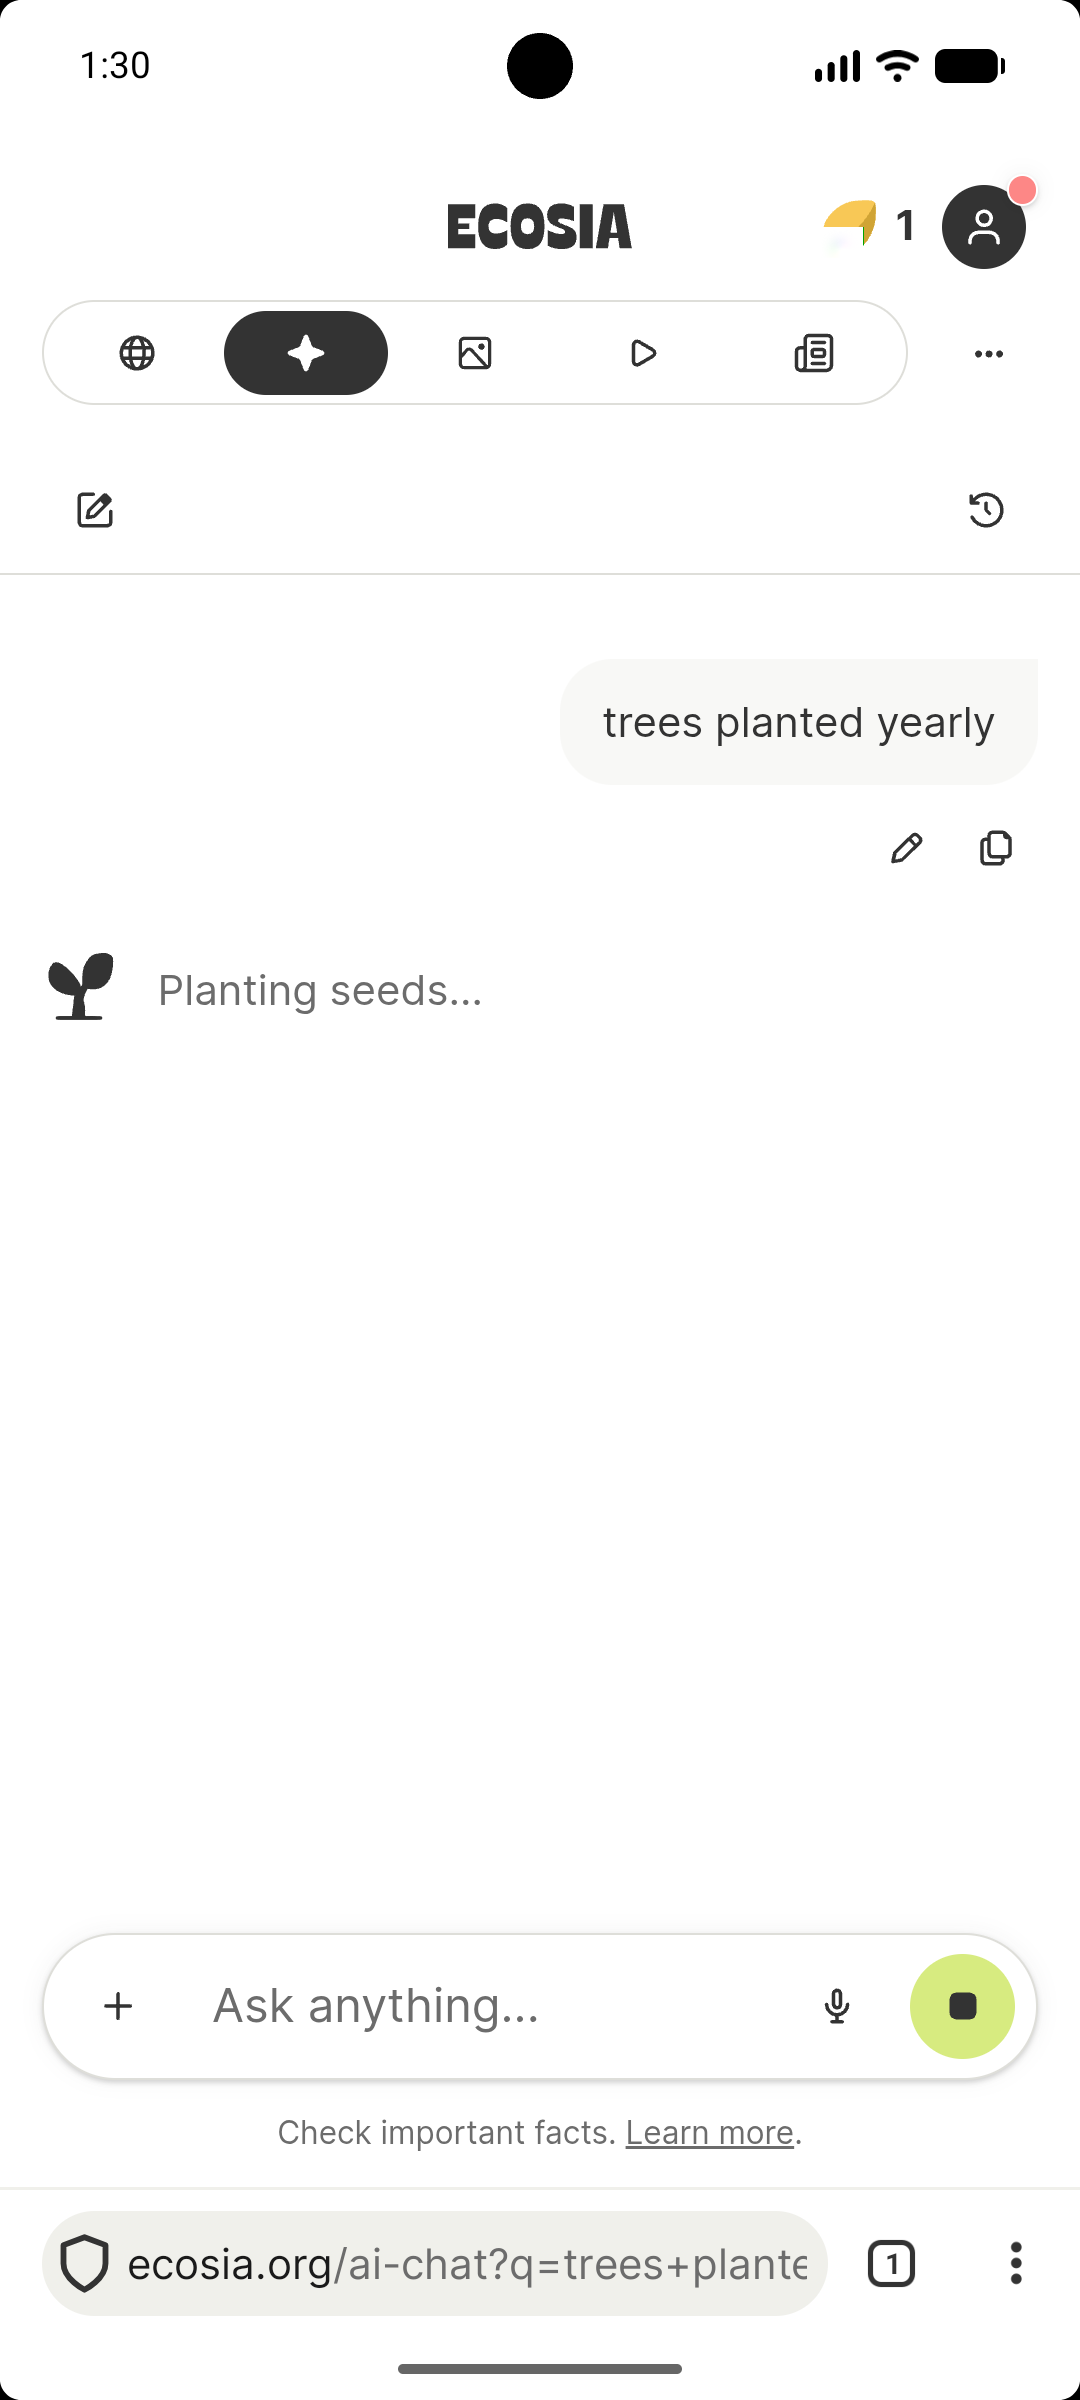 1:30
ECOSIA
1
trees planted yearly
Planting seeds...
Ask anything...
Check important facts. Learn more.
ecosia.org/ai-chat?q=trees+plante
1